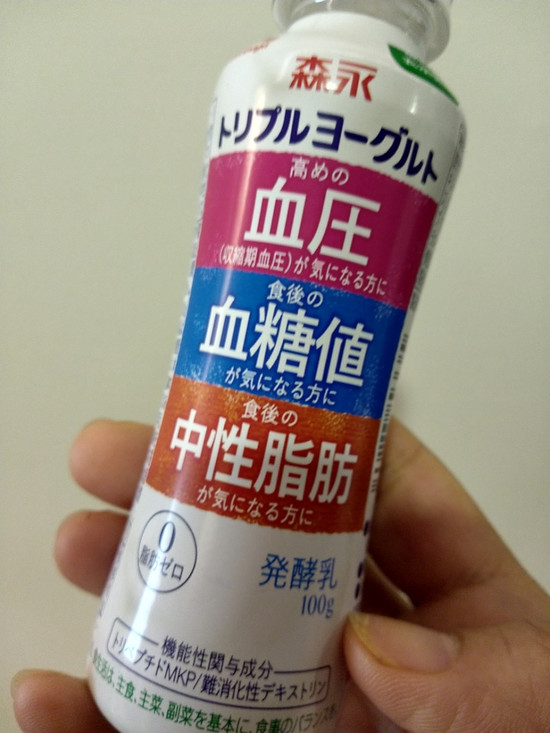 森永
トリプルヨーグルト
高めの
血圧
(収縮期血圧)が気になる方に
食後の
血糖値
が気になる方に
食後の
中性脂肪
が気になる方に
0
脂肪ゼロ
発酵乳
100g
機能性関与成分
トリペプチドMKP/難消化性デキストリン
食生活は、主食、主菜、副菜を基本に、食事のバランスを